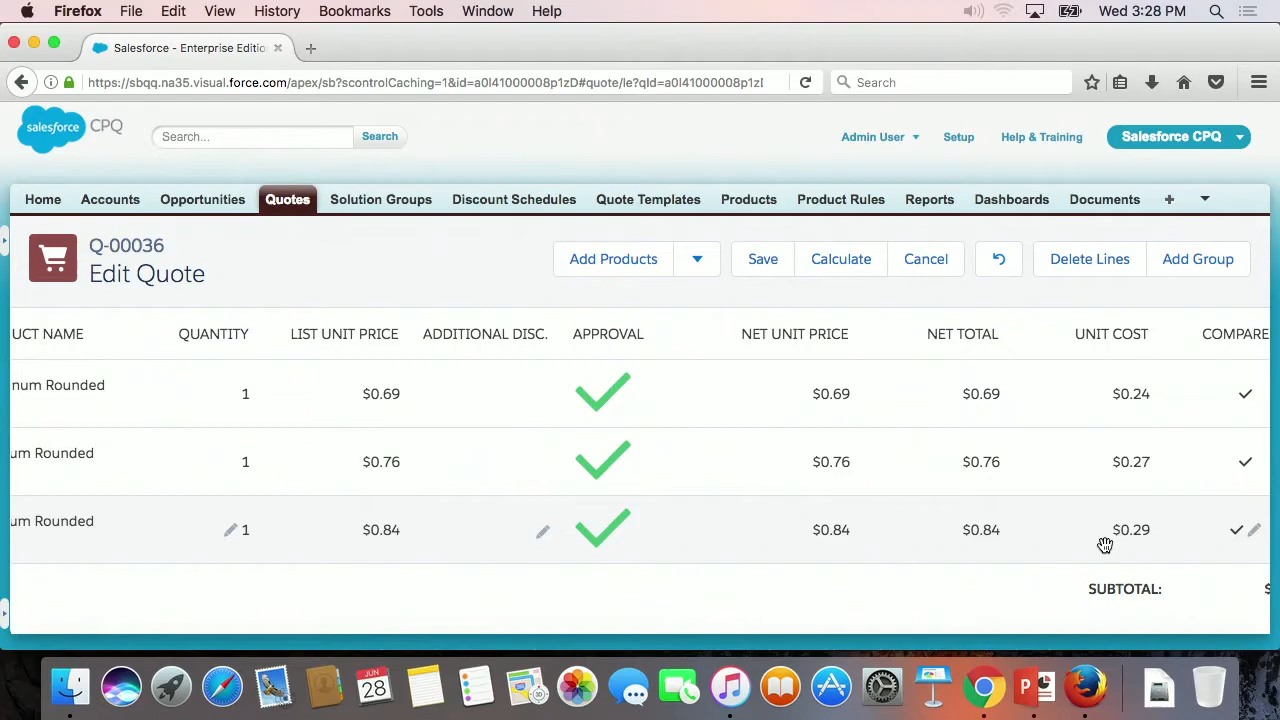 Firefox File Edit View History Bookmarks Tools Window Help Wed 3:28 PM
Salesforce - Enterprise Editio
https://sbqq.na35.visual.force.com/apex/sb?scontrolCaching=1&id=a0I41000008p1zD#quote/le?qId=a0I41000008p1zD Search
salesforce CPQ Search... Search Admin User Setup Help & Training Salesforce CPQ
Home Accounts Opportunities Quotes Solution Groups Discount Schedules Quote Templates Products Product Rules Reports Dashboards Documents +
Q-00036
Edit Quote
Add Products Save Calculate Cancel Delete Lines Add Group
UCT NAME QUANTITY LIST UNIT PRICE ADDITIONAL DISC. APPROVAL NET UNIT PRICE NET TOTAL UNIT COST COMPARE
num Rounded 1 $0.69 $0.69 $0.69 $0.24
um Rounded 1 $0.76 $0.76 $0.76 $0.27
um Rounded 1 $0.84 $0.84 $0.84 $0.29
SUBTOTAL: $
JUN
28